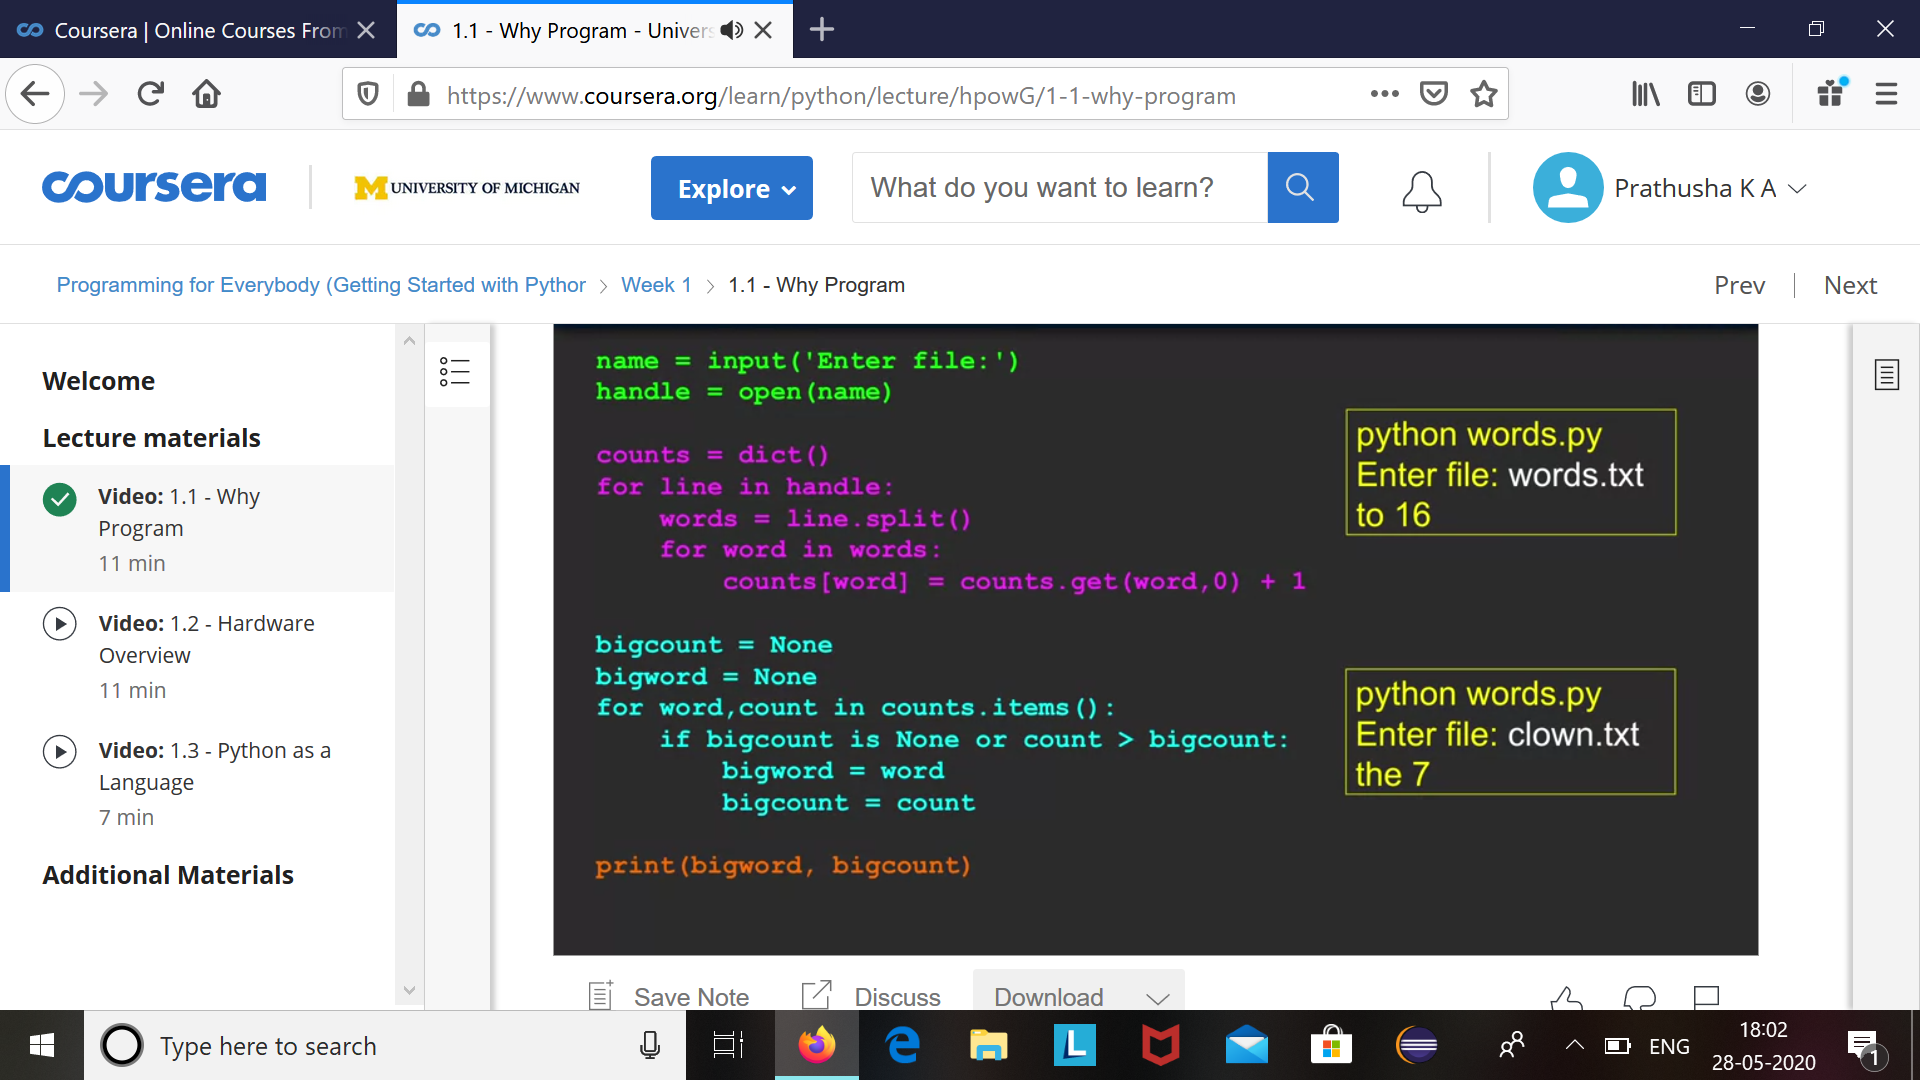 Coursera | Online Courses From
1.1 - Why Program - Univers
https://www.coursera.org/learn/python/lecture/hpowG/1-1-why-program
coursera
M UNIVERSITY OF MICHIGAN
Explore
What do you want to learn?
Prathusha K A
Programming for Everybody (Getting Started with Pythor > Week 1 > 1.1 - Why Program
Prev | Next
Welcome
Lecture materials
Video: 1.1 - Why
Program
11 min
Video: 1.2 - Hardware
Overview
11 min
Video: 1.3 - Python as a
Language
7 min
Additional Materials
name = input('Enter file:')
handle = open(name)
counts = dict()
for line in handle:
    words = line.split()
    for word in words:
        counts[word] = counts.get(word,0) + 1
bigcount = None
bigword = None
for word,count in counts.items():
    if bigcount is None or count > bigcount:
        bigword = word
        bigcount = count
print(bigword, bigcount)
python words.py
Enter file: words.txt
to 16
python words.py
Enter file: clown.txt
the 7
Save Note
Discuss
Download
Type here to search
L
ENG
18:02
28-05-2020
1